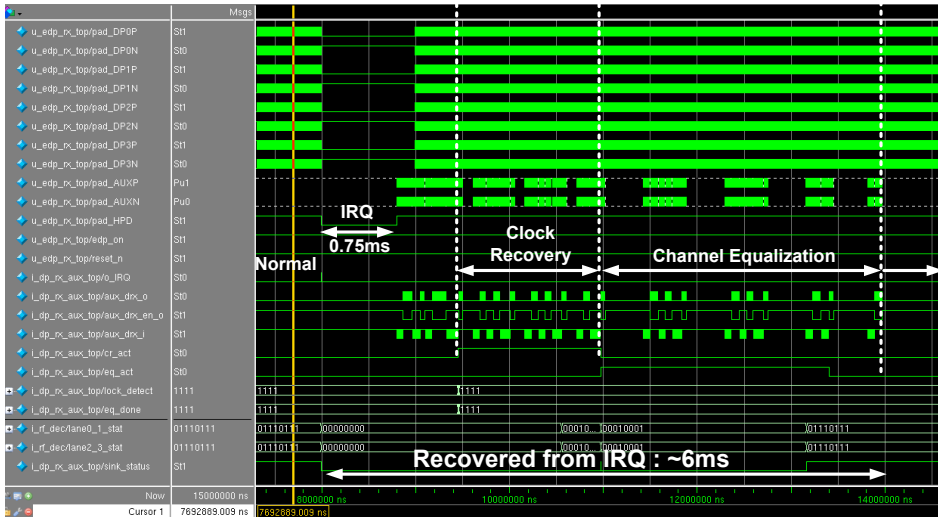 Msgs
u_edp_rx_top/pad_DP0P St1
u_edp_rx_top/pad_DP0N St0
u_edp_rx_top/pad_DP1P St1
u_edp_rx_top/pad_DP1N St0
u_edp_rx_top/pad_DP2P St1
u_edp_rx_top/pad_DP2N St0
u_edp_rx_top/pad_DP3P St1
u_edp_rx_top/pad_DP3N St0
u_edp_rx_top/pad_AUXP Pu1
u_edp_rx_top/pad_AUXN Pu0
u_edp_rx_top/pad_HPD St1
IRQ
u_edp_rx_top/edp_on St1
0.75ms
Clock
Recovery
u_edp_rx_top/reset_n St1
Normal
Channel Equalization
i_dp_rx_aux_top/o_IRQ St0
i_dp_rx_aux_top/aux_drx_o St0
i_dp_rx_aux_top/aux_drx_en_o St1
i_dp_rx_aux_top/aux_drx_i St1
i_dp_rx_aux_top/cr_act St0
i_dp_rx_aux_top/eq_act St0
i_dp_rx_aux_top/lock_detect 1111 1111 1111
i_dp_rx_aux_top/eq_done 1111 1111 1111
i_rf_dec/lane0_1_stat 01110111 01110111 00000000 00010... 00010001 01110111
i_rf_dec/lane2_3_stat 01110111 01110111 00000000 00010... 00010001 01110111
i_dp_rx_aux_top/sink_status St1
Recovered from IRQ : ~6ms
Now 15000000 ns 8000000 ns 10000000 ns 12000000 ns 14000000 ns
Cursor 1 7692889.009 ns 7692889.009 ns